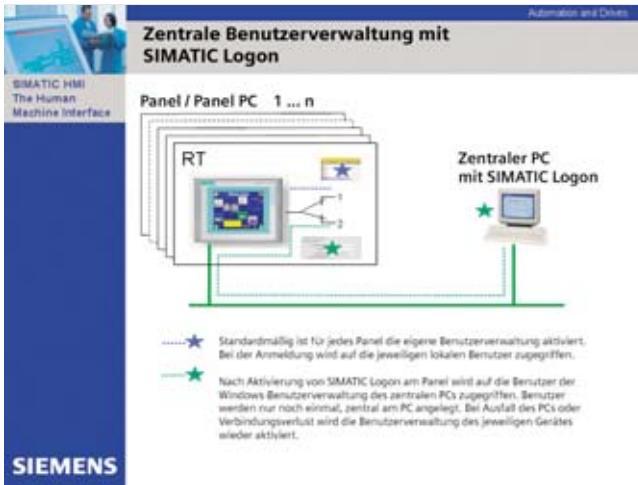 Automation and Drives
Zentrale Benutzerverwaltung mit
SIMATIC Logon
SIMATIC HMI
The Human
Machine Interface
Panel / Panel PC 1 ... n
RT
1
2
Zentraler PC
mit SIMATIC Logon
Standardmäßig ist für jedes Panel die eigene Benutzerverwaltung aktiviert.
Bei der Anmeldung wird auf die jeweiligen lokalen Benutzer zugegriffen.
Nach Aktivierung von SIMATIC Logon am Panel wird auf die Benutzer der
Windows Benutzerverwaltung des zentralen PCs zugegriffen. Benutzer
werden nur noch einmal, zentral am PC angelegt. Bei Ausfall des PCs oder
Verbindungsverlust wird die Benutzerverwaltung des jeweiligen Gerätes
wieder aktiviert.
SIEMENS